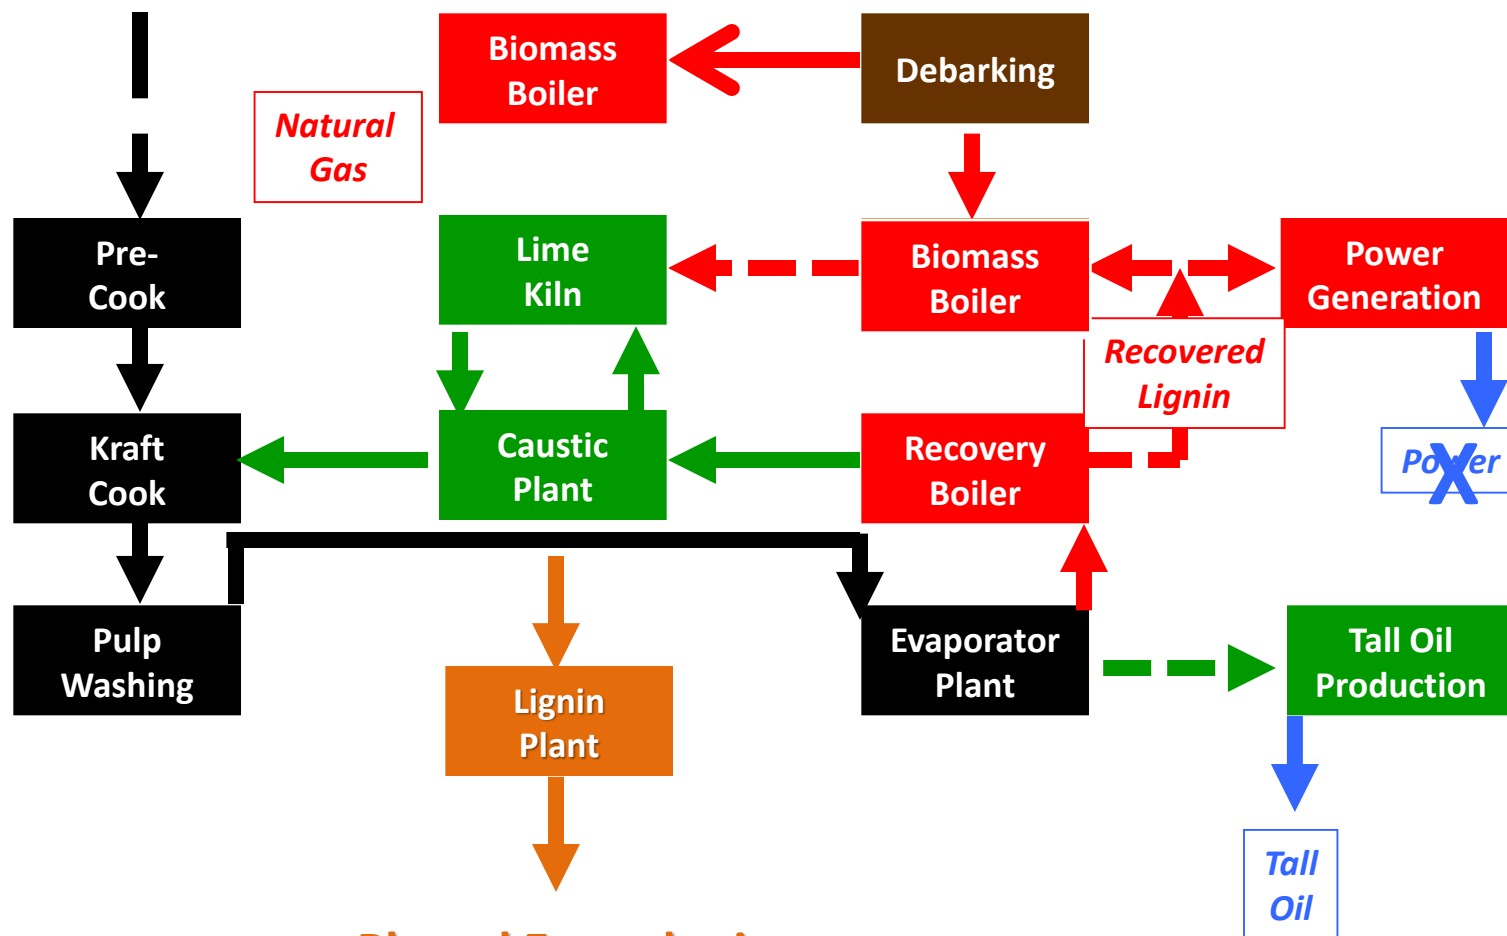 Biomass
Boiler
Debarking
Natural
Gas
Pre-
Cook
Lime
Kiln
Biomass
Boiler
Power
Generation
Recovered
Lignin
Kraft
Cook
Caustic
Plant
Recovery
Boiler
Power
X
Pulp
Washing
Lignin
Plant
Evaporator
Plant
Tall Oil
Production
Tall
Oil